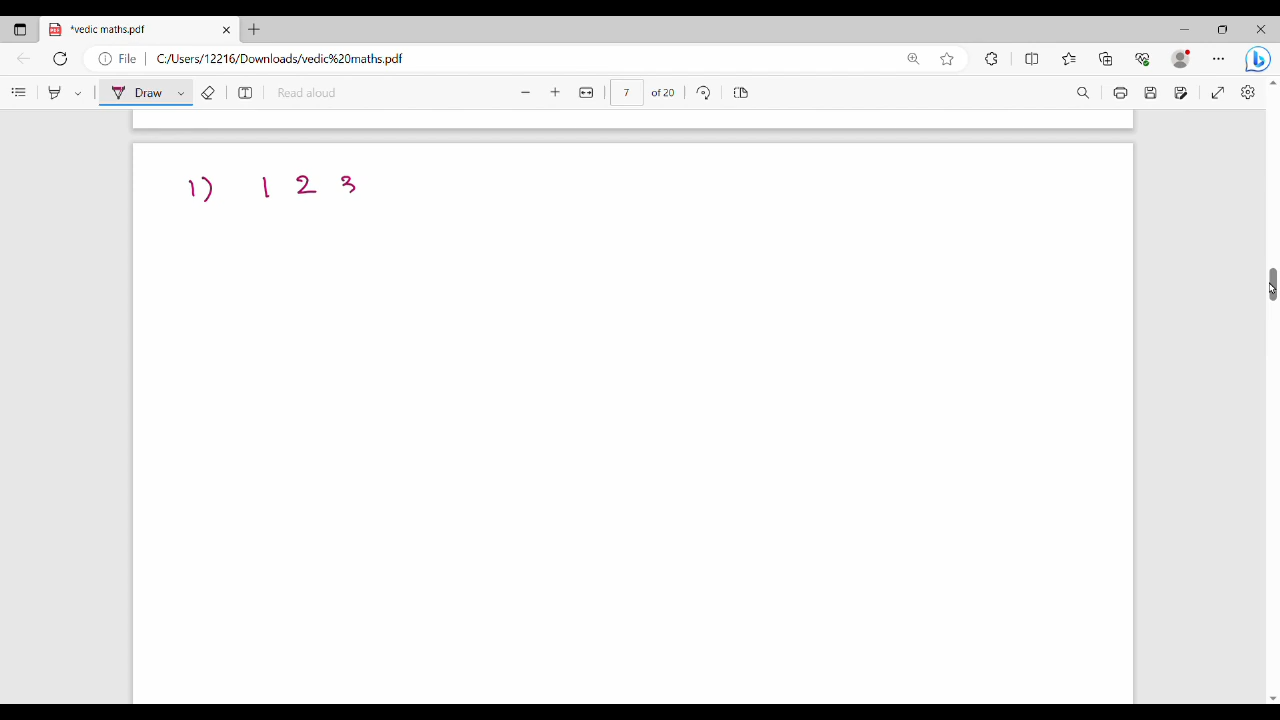 *vedic maths.pdf
File C:/Users/12216/Downloads/vedic%20maths.pdf
Draw Read aloud 7 of 20
1) 1 2 3